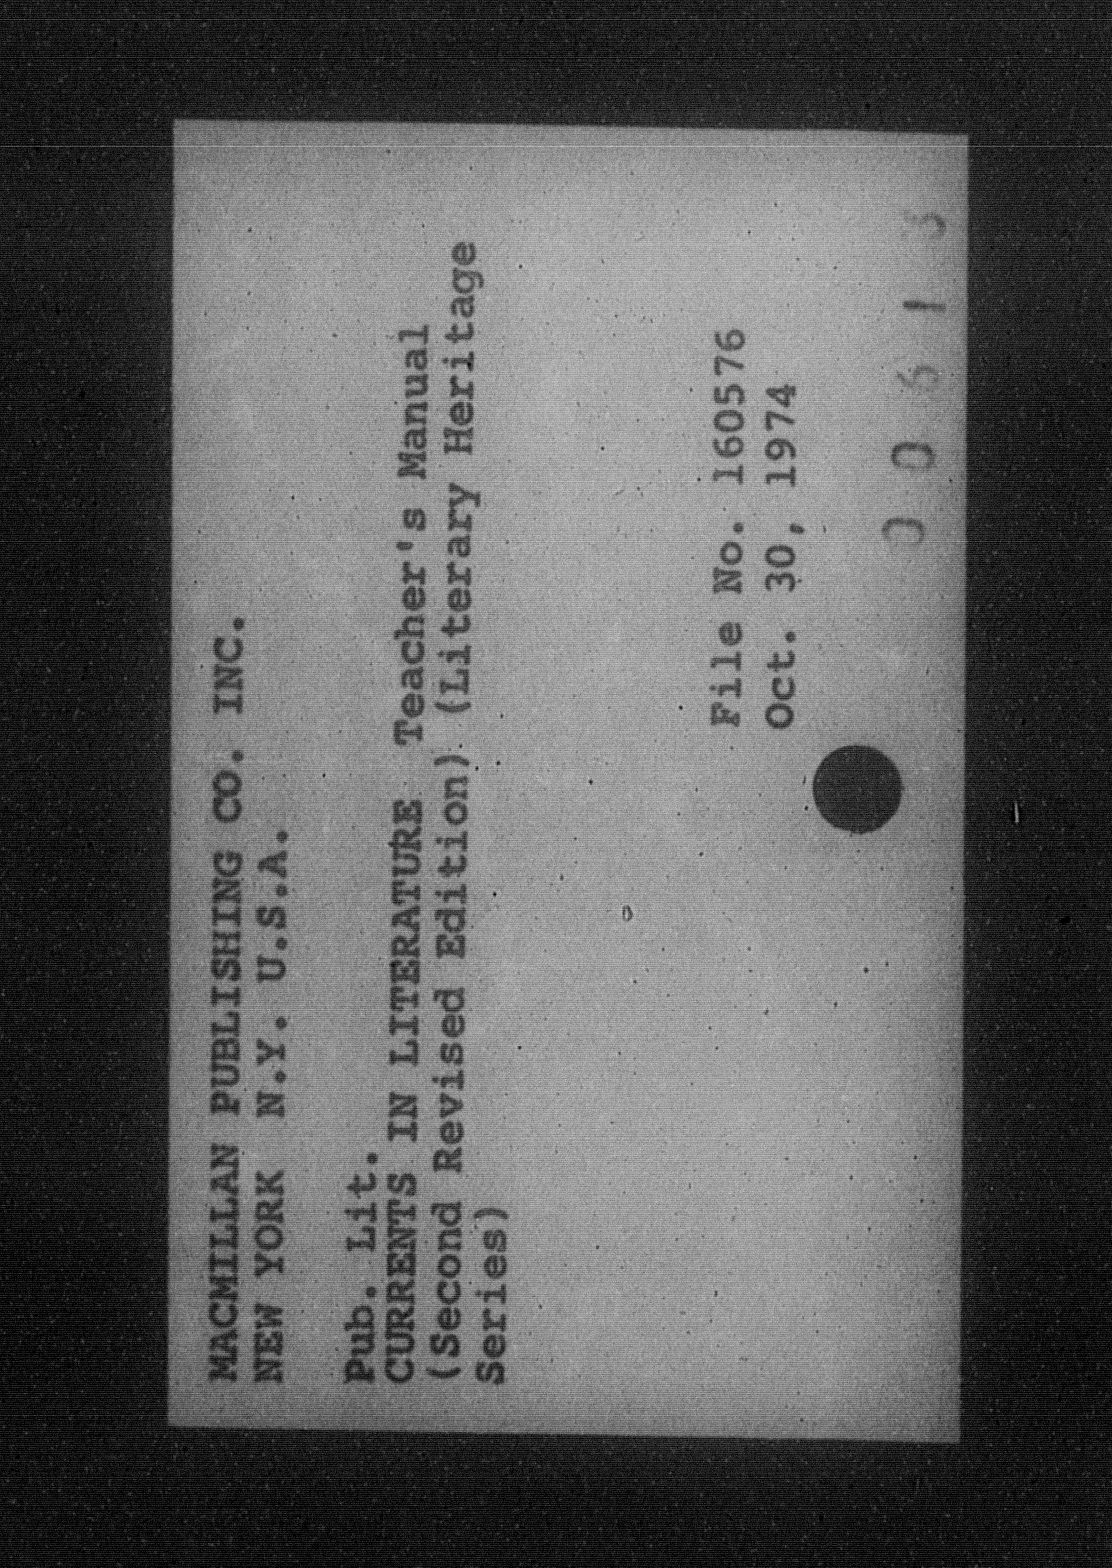 MACMILLAN PUBLISHING CO. INC.
NEW YORK N.Y. U.S.A.
Pub. Lit.
CURRENTS IN LITERATURE Teacher's Manual
(Second Revised Edition) (Literary Heritage
Series)
File No. 160576
Oct. 30, 1974